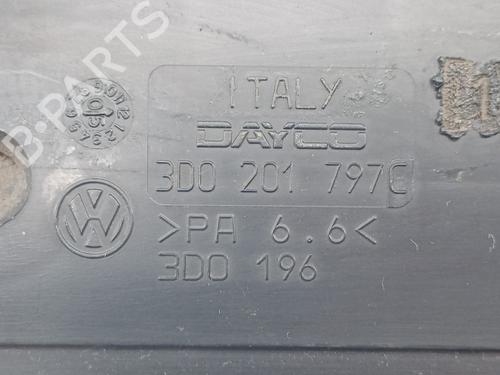 ITALY
DAYCO
3D0 201 797C
>PA 6.6<
3D0 196
B-PARTS